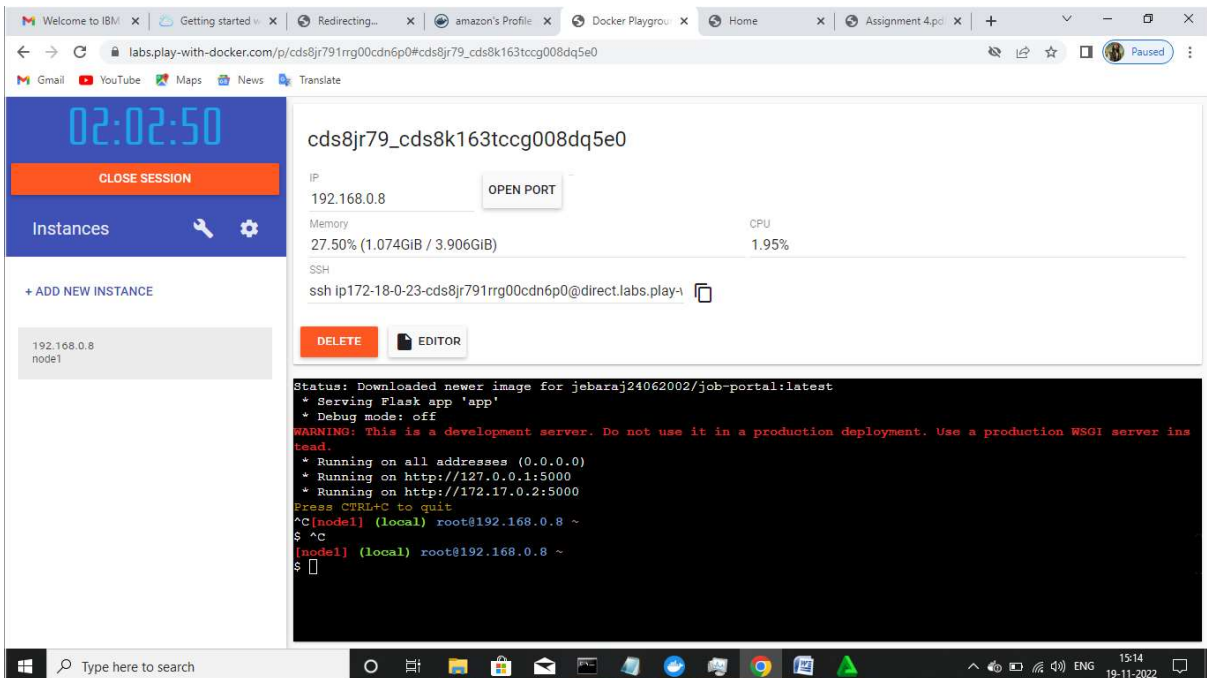 Welcome to IBM
Getting started w
Redirecting...
amazon's Profile
Docker Playgrou
Home
Assignment 4.pd
labs.play-with-docker.com/p/cds8jr791rrg00cdn6p0#cds8jr79_cds8k163tccg008dq5e0
Paused
Gmail
YouTube
Maps
News
Translate
02:02:50
CLOSE SESSION
Instances
+ ADD NEW INSTANCE
192.168.0.8
node1
cds8jr79_cds8k163tccg008dq5e0
IP
192.168.0.8
OPEN PORT
Memory
27.50% (1.074GiB / 3.906GiB)
CPU
1.95%
SSH
ssh ip172-18-0-23-cds8jr791rrg00cdn6p0@direct.labs.play-
DELETE
EDITOR
Status: Downloaded newer image for jebaraj24062002/job-portal:latest
* Serving Flask app 'app'
* Debug mode: off
WARNING: This is a development server. Do not use it in a production deployment. Use a production WSGI server ins
tead.
* Running on all addresses (0.0.0.0)
* Running on http://127.0.0.1:5000
* Running on http://172.17.0.2:5000
Press CTRL+C to quit
^C[node1] (local) root@192.168.0.8 ~
$ ^C
[node1] (local) root@192.168.0.8 ~
$
Type here to search
ENG
15:14
19-11-2022